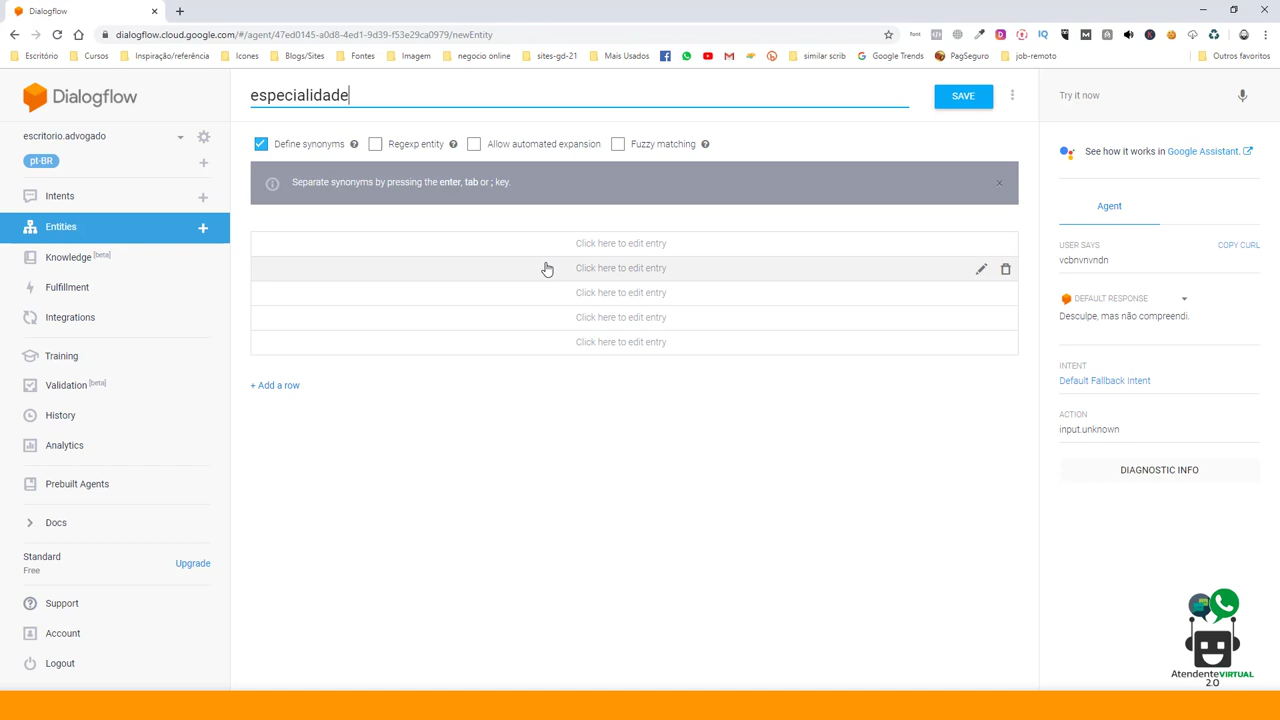 Dialogflow
dialogflow.cloud.google.com/#/agent/47ed0145-a0d8-4ed1-9d39-f53e29ca0979/newEntity
Escritório
Cursos
Inspiração/referência
Icones
Blogs/Sites
Fontes
Imagem
negocio online
sites-gd-21
Mais Usados
similar scrib
Google Trends
PagSeguro
job-remoto
Outros favoritos
Dialogflow
escritorio.advogado
pt-BR
Intents
Entities
Knowledge [beta]
Fulfillment
Integrations
Training
Validation [beta]
History
Analytics
Prebuilt Agents
Docs
Standard
Free
Upgrade
Support
Account
Logout
especialidade
SAVE
Define synonyms
Regexp entity
Allow automated expansion
Fuzzy matching
Separate synonyms by pressing the enter, tab or ; key.
Click here to edit entry
Click here to edit entry
Click here to edit entry
Click here to edit entry
Click here to edit entry
+ Add a row
Try it now
See how it works in Google Assistant.
Agent
USER SAYS
COPY CURL
vcbnvnvndn
DEFAULT RESPONSE
Desculpe, mas não compreendi.
INTENT
Default Fallback Intent
ACTION
input.unknown
DIAGNOSTIC INFO
AtendenteVIRTUAL
2.0